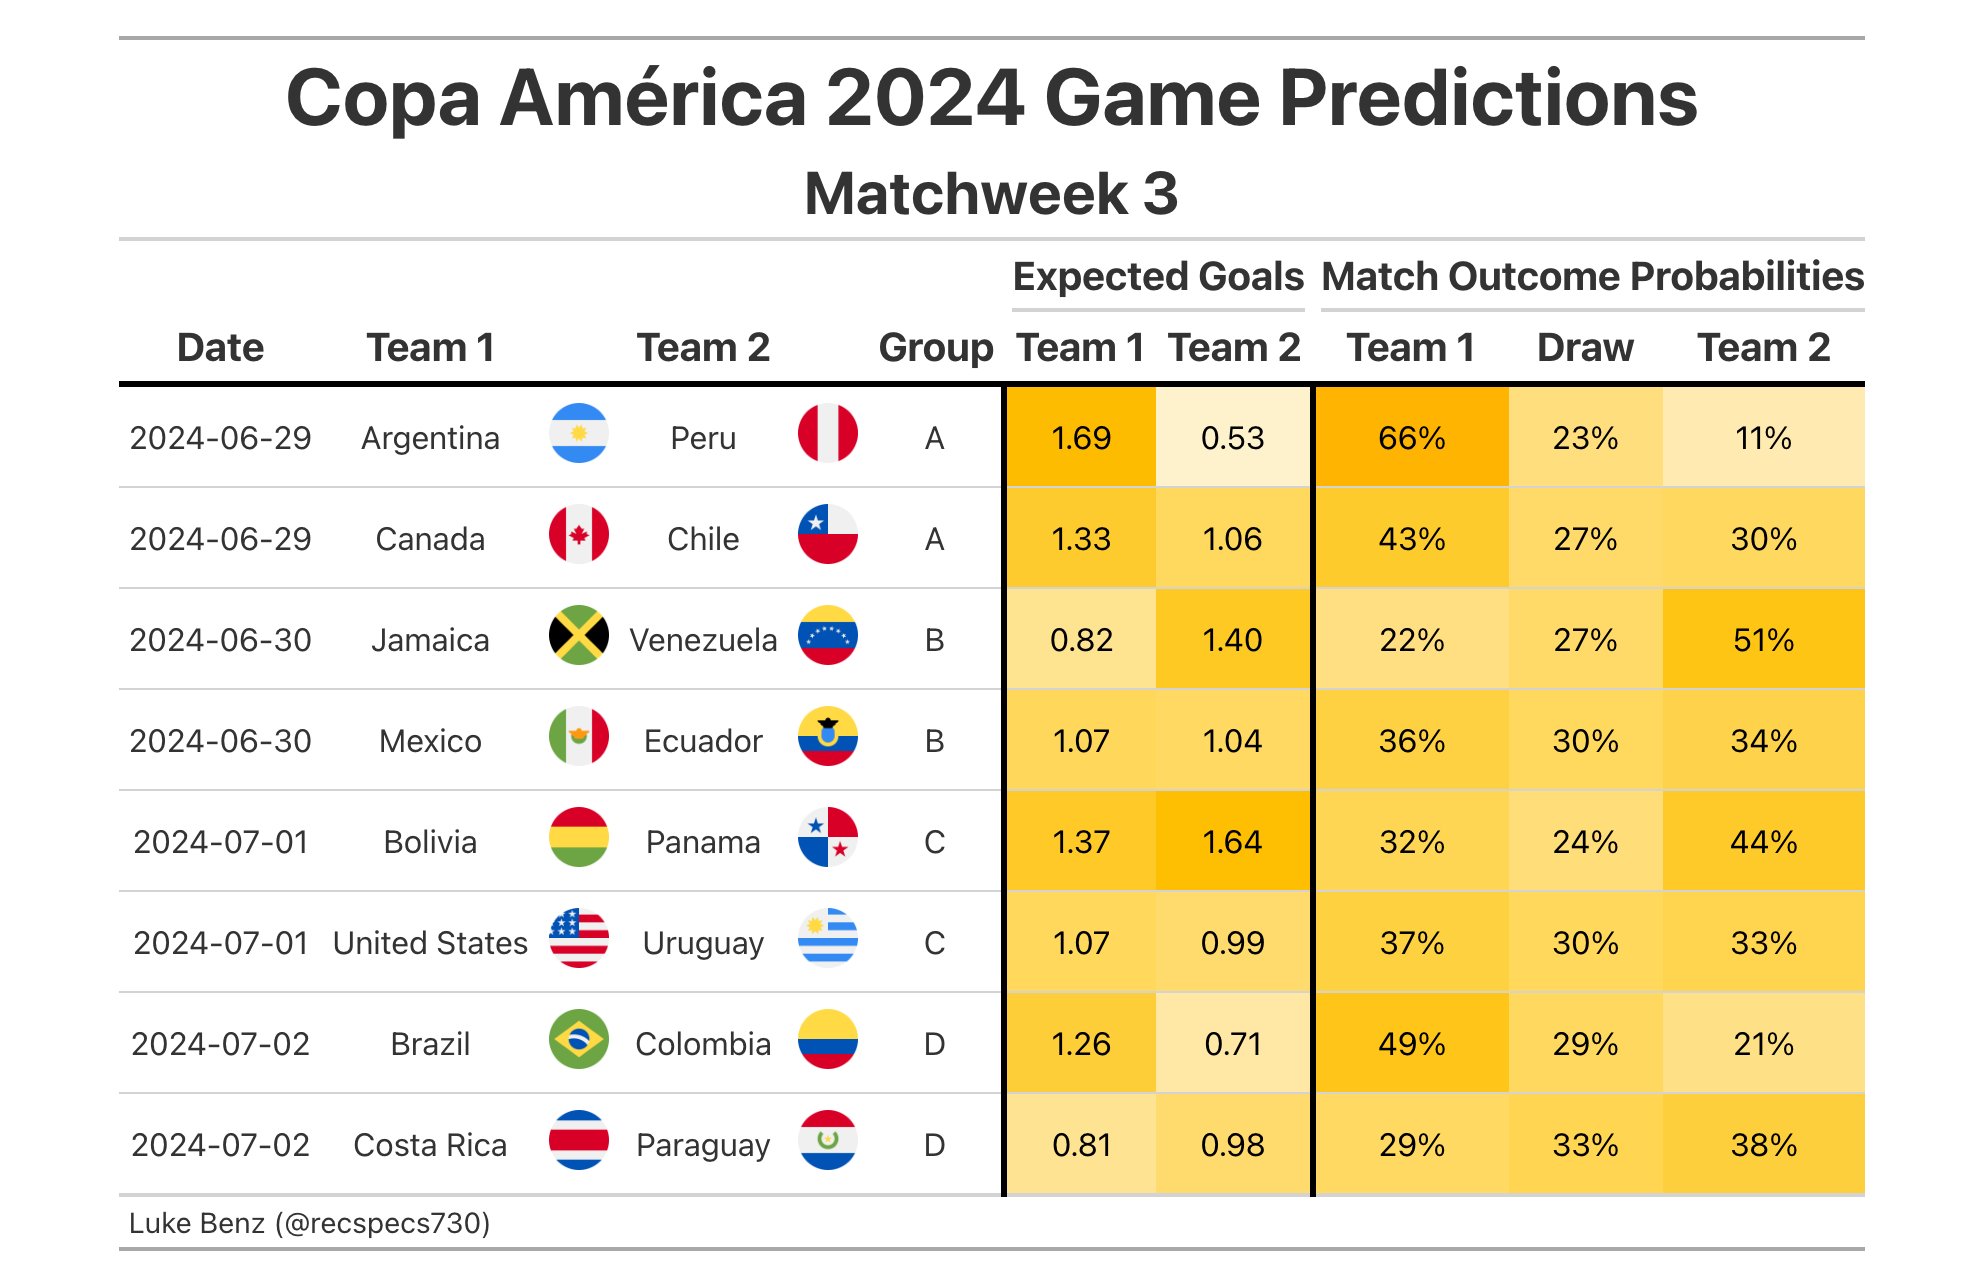 Copa América 2024 Game Predictions
Matchweek 3
Expected Goals Match Outcome Probabilities
Date Team 1 Team 2 Group Team 1 Team 2 Team 1 Draw Team 2
2024-06-29 Argentina Peru A 1.69 0.53 66% 23% 11%
2024-06-29 Canada Chile A 1.33 1.06 43% 27% 30%
2024-06-30 Jamaica Venezuela B 0.82 1.40 22% 27% 51%
2024-06-30 Mexico Ecuador B 1.07 1.04 36% 30% 34%
2024-07-01 Bolivia Panama C 1.37 1.64 32% 24% 44%
2024-07-01 United States Uruguay C 1.07 0.99 37% 30% 33%
2024-07-02 Brazil Colombia D 1.26 0.71 49% 29% 21%
2024-07-02 Costa Rica Paraguay D 0.81 0.98 29% 33% 38%
Luke Benz (@recspecs730)